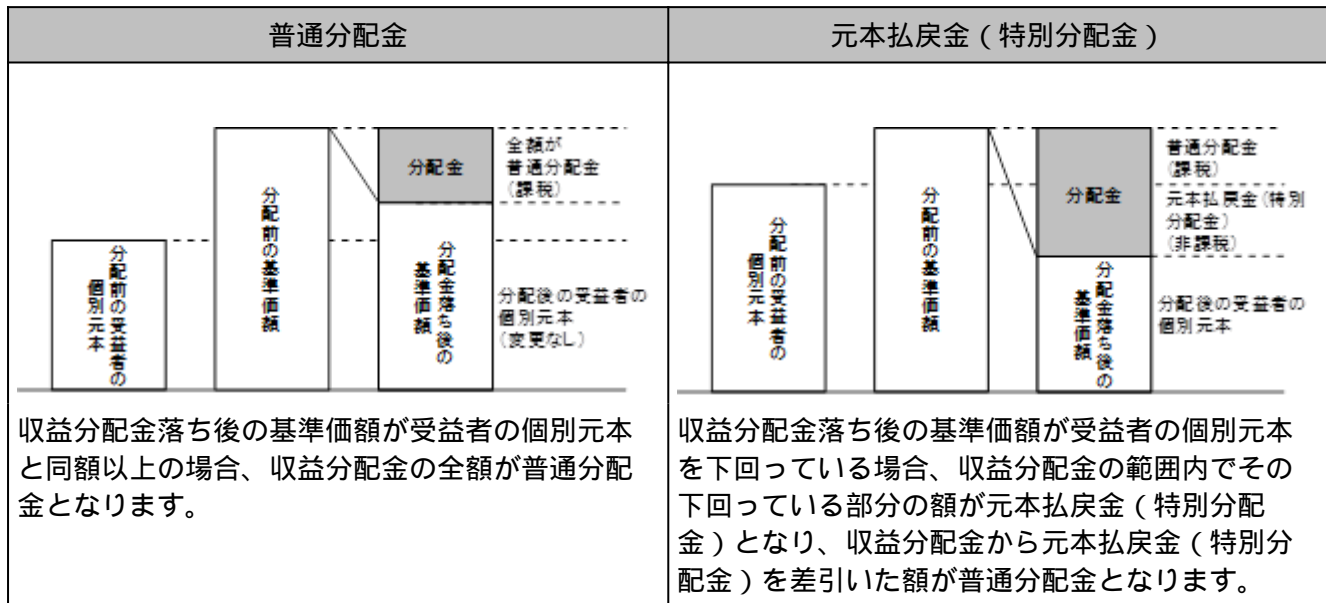 普通分配金
分配前の受益者の
個別元本
分配前の基準価額
分配金
分配金落ち後の
基準価額
全額が
普通分配金
(課税)
分配後の受益者の
個別元本
(変更なし)
収益分配金落ち後の基準価額が受益者の個別元本
と同額以上の場合、収益分配金の全額が普通分配
金となります。
元本払戻金(特別分配金)
分配前の受益者の
個別元本
分配前の基準価額
分配金
分配金落ち後の
基準価額
普通分配金
(課税)
元本払戻金(特別
分配金)
(非課税)
分配後の受益者の
個別元本
収益分配金落ち後の基準価額が受益者の個別元本
を下回っている場合、収益分配金の範囲内でその
下回っている部分の額が元本払戻金(特別分配
金)となり、収益分配金から元本払戻金(特別分
配金)を差引いた額が普通分配金となります。